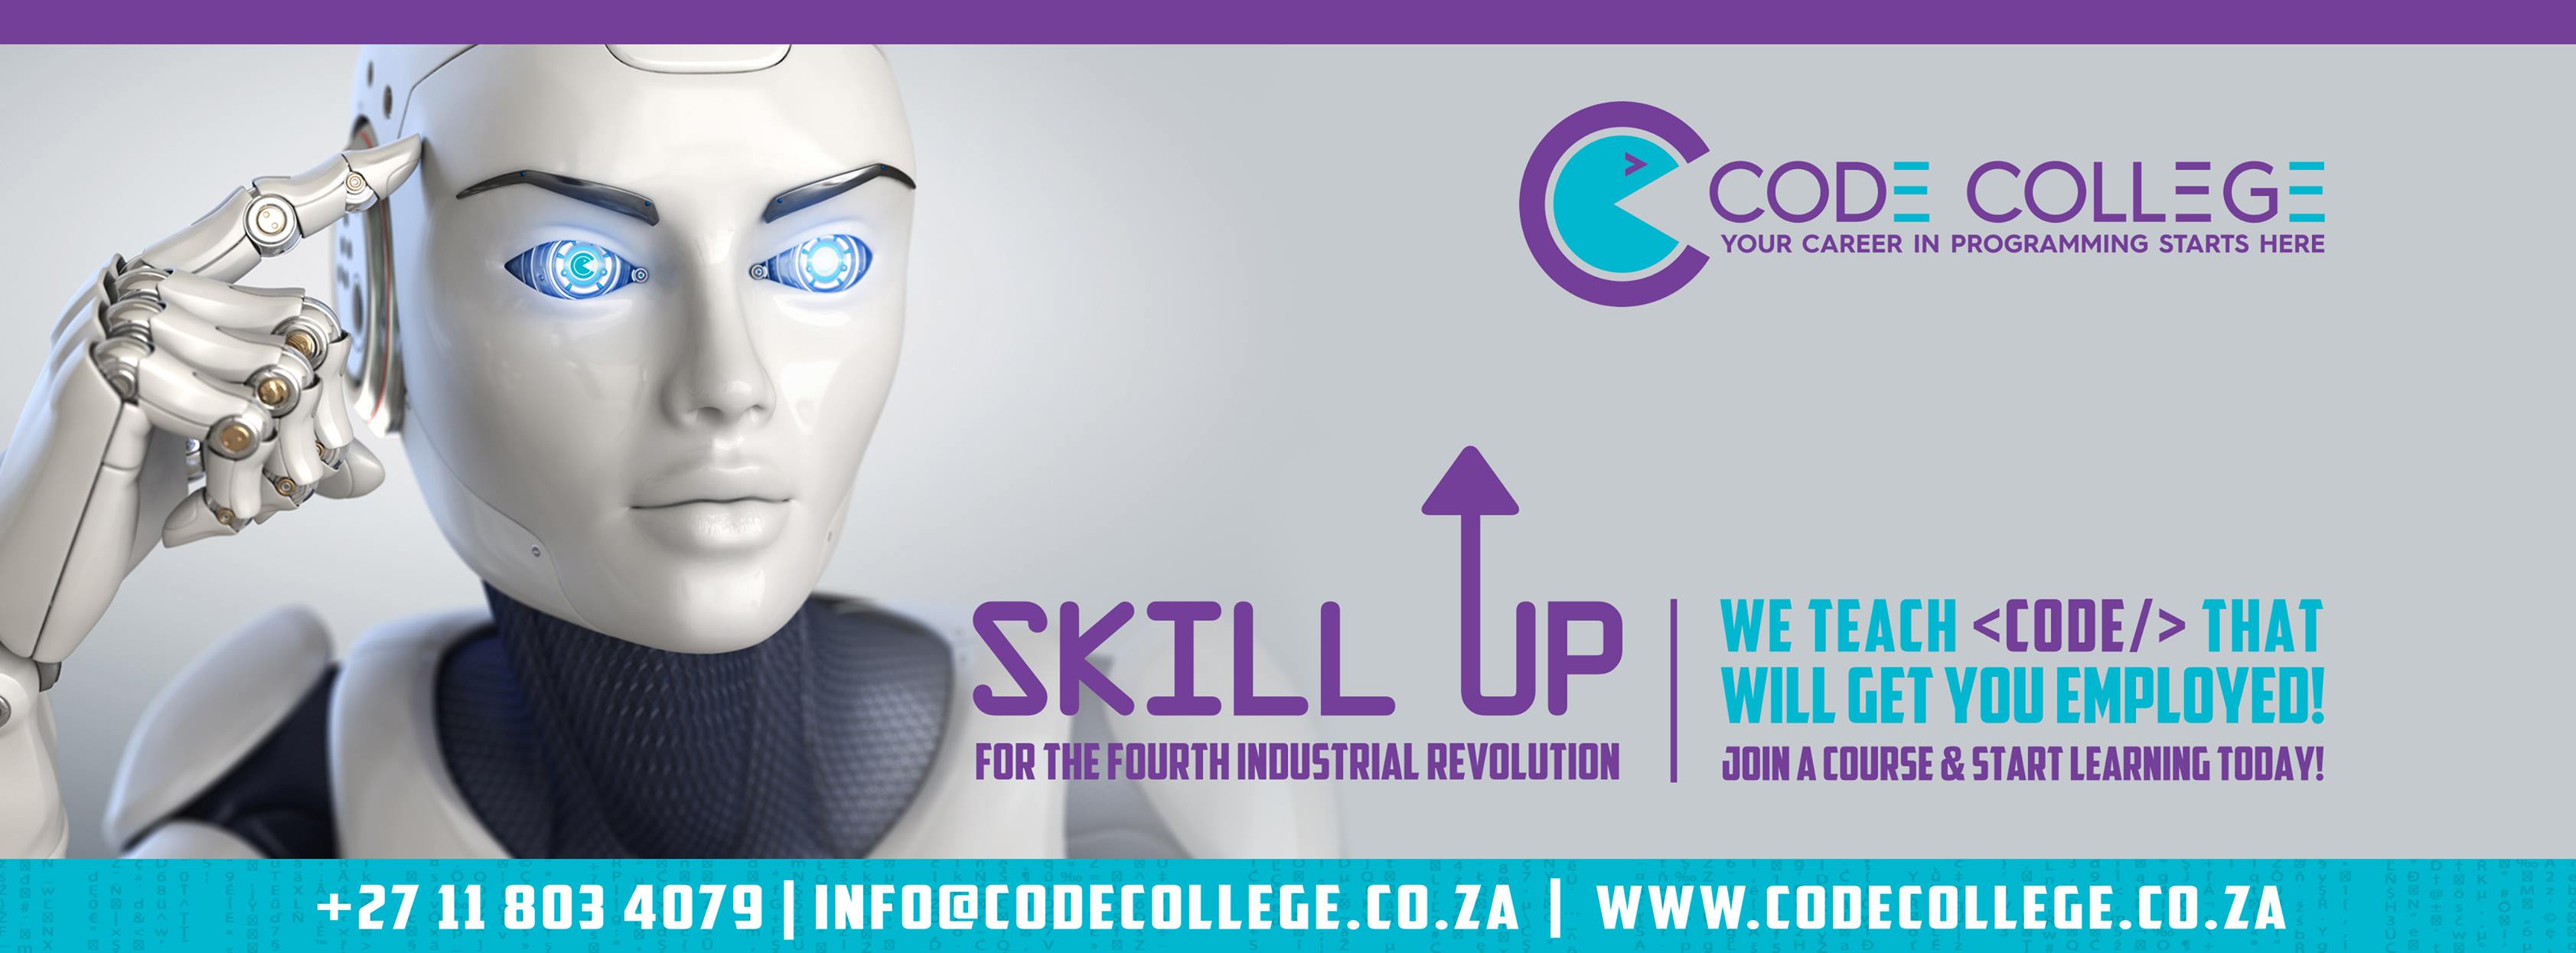 CODE COLLEGE
YOUR CAREER IN PROGRAMMING STARTS HERE
SKILL UP
FOR THE FOURTH INDUSTRIAL REVOLUTION
WE TEACH <CODE/> THAT
WILL GET YOU EMPLOYED!
JOIN A COURSE & START LEARNING TODAY!
+27 11 803 4079 | INFO@CODECOLLEGE.CO.ZA | WWW.CODECOLLEGE.CO.ZA